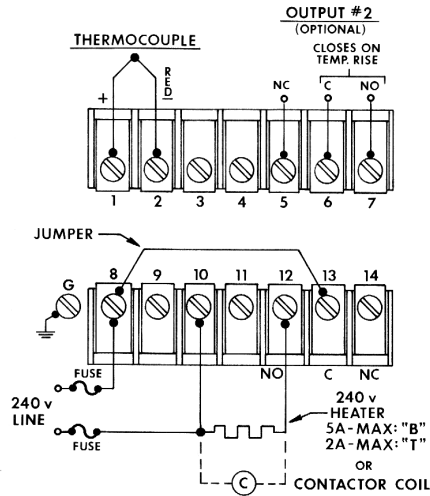 OUTPUT #2
(OPTIONAL)
THERMOCOUPLE
CLOSES ON
TEMP. RISE
RED
+
NC C NO
1 2 3 4 5 6 7
JUMPER
G 8 9 10 11 12 13 14
NO C NC
FUSE
240 v
LINE
FUSE
240 v
HEATER
5A-MAX: "B"
2A-MAX: "T"
OR
C CONTACTOR COIL